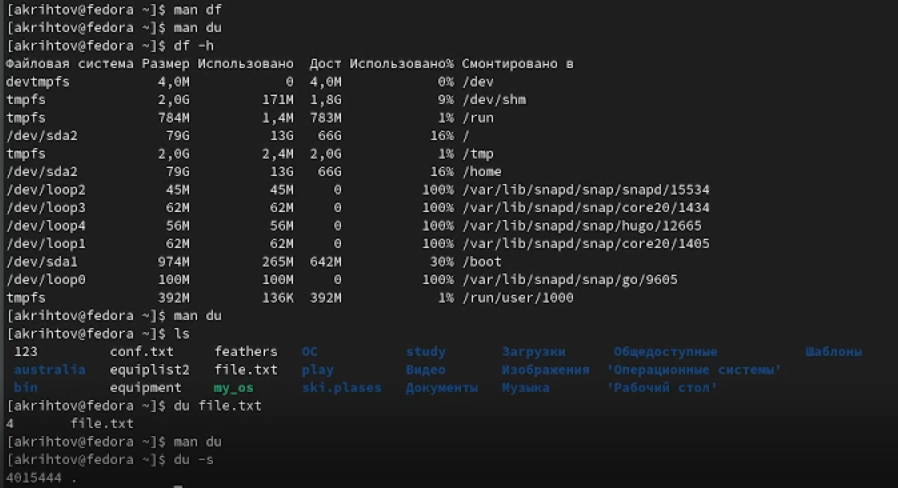 [akrihtov@fedora ~]$ man df
[akrihtov@fedora ~]$ man du
[akrihtov@fedora ~]$ df -h
Файловая система Размер Использовано  Дост Использовано% Смонтировано в
devtmpfs           4,0M            0  4,0M            0% /dev
tmpfs              2,0G         171M  1,8G            9% /dev/shm
tmpfs              784M         1,4M  783M            1% /run
/dev/sda2           79G          13G   66G           16% /
tmpfs              2,0G         2,4M  2,0G            1% /tmp
/dev/sda2           79G          13G   66G           16% /home
/dev/loop2          45M          45M     0          100% /var/lib/snapd/snap/snapd/15534
/dev/loop3          62M          62M     0          100% /var/lib/snapd/snap/core20/1434
/dev/loop4          56M          56M     0          100% /var/lib/snapd/snap/hugo/12665
/dev/loop1          62M          62M     0          100% /var/lib/snapd/snap/core20/1405
/dev/sda1          974M         265M  642M           30% /boot
/dev/loop0         100M         100M     0          100% /var/lib/snapd/snap/go/9605
tmpfs              392M         136K  392M            1% /run/user/1000
[akrihtov@fedora ~]$ man du
[akrihtov@fedora ~]$ ls
123         conf.txt     feathers   ОС          study      Загрузки      Общедоступные          Шаблоны
australia   equiplist2   file.txt   play        Видео      Изображения  'Операционные системы'
bin         equipment    my_os      ski.plases  Документы  Музыка       'Рабочий стол'
[akrihtov@fedora ~]$ du file.txt
4       file.txt
[akrihtov@fedora ~]$ man du
[akrihtov@fedora ~]$ du -s
4015444 .